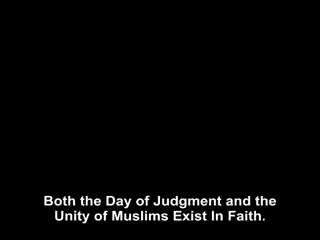 Both the Day of Judgment and the
Unity of Muslims Exist In Faith.